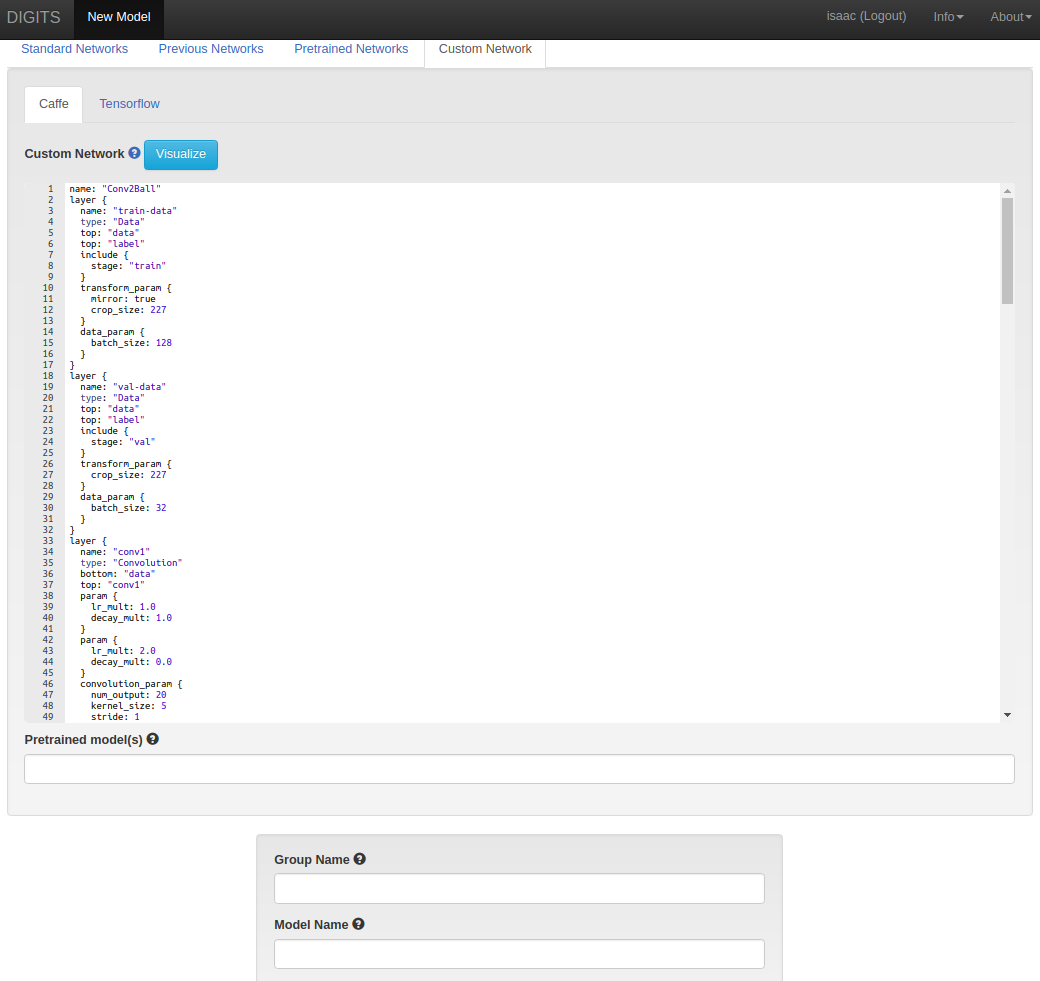 DIGITS New Model isaac (Logout) Info About
Standard Networks Previous Networks Pretrained Networks Custom Network
Caffe Tensorflow
Custom Network Visualize
1 name: "Conv2Ball"
2 layer {
3 name: "train-data"
4 type: "Data"
5 top: "data"
6 top: "label"
7 include {
8 stage: "train"
9 }
10 transform_param {
11 mirror: true
12 crop_size: 227
13 }
14 data_param {
15 batch_size: 128
16 }
17 }
18 layer {
19 name: "val-data"
20 type: "Data"
21 top: "data"
22 top: "label"
23 include {
24 stage: "val"
25 }
26 transform_param {
27 crop_size: 227
28 }
29 data_param {
30 batch_size: 32
31 }
32 }
33 layer {
34 name: "conv1"
35 type: "Convolution"
36 bottom: "data"
37 top: "conv1"
38 param {
39 lr_mult: 1.0
40 decay_mult: 1.0
41 }
42 param {
43 lr_mult: 2.0
44 decay_mult: 0.0
45 }
46 convolution_param {
47 num_output: 20
48 kernel_size: 5
49 stride: 1
Pretrained model(s)
Group Name
Model Name